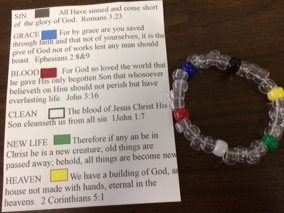 SIN All Have sinned and come short
of the glory of God. Romans 3:23
GRACE For by grace are you saved
through faith and that not of yourselves, it is the
give of God not of works lest any man should
boast. Ephesians 2:8&9
BLOOD For God so loved the world that
he gave His only begotten Son that whosoever
believeth on Him should not perish but have
everlasting life. John 3:16
CLEAN The blood of Jesus Christ His
Son cleanseth us from all sin 1John 1:7
NEW LIFE Therefore if any an be in
Christ he is a new creature; old things are
passed away; behold, all things are become new
HEAVEN We have a building of God, an
house not made with hands, eternal in the
heavens. 2 Corinthians 5:1